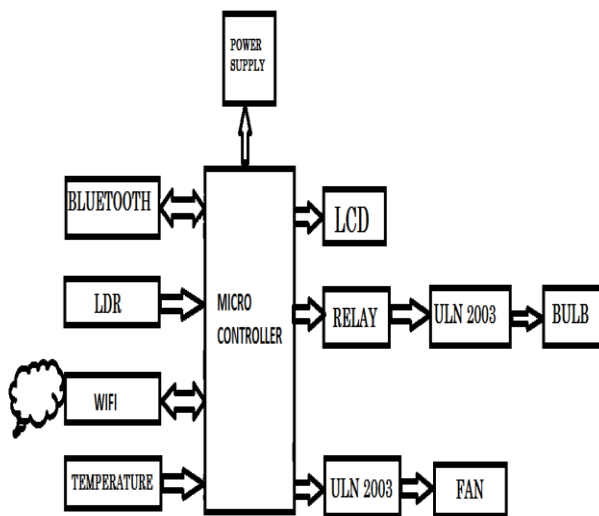 POWER
SUPPLY
BLUETOOTH
LCD
LDR
MICRO
CONTROLLER
RELAY
ULN 2003
BULB
WIFI
TEMPERATURE
ULN 2003
FAN